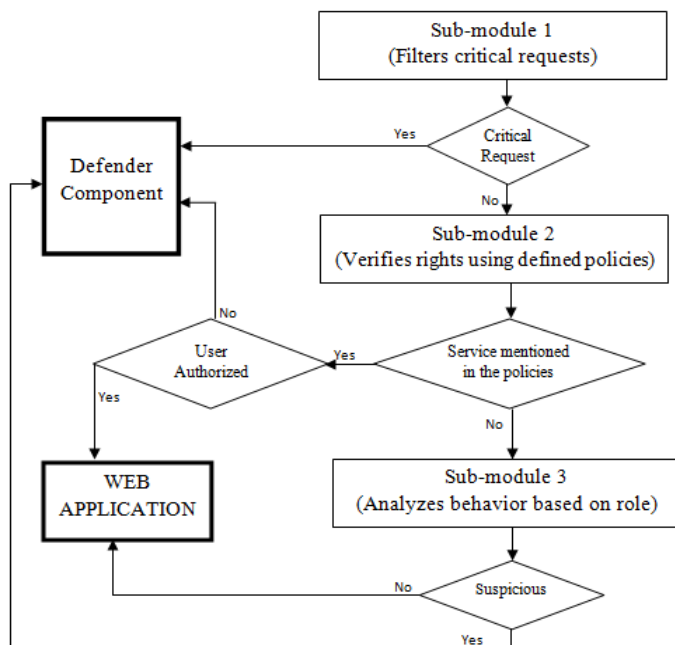 Sub-module 1
(Filters critical requests)
Yes
Critical
Request
Defender
Component
No
Sub-module 2
(Verifies rights using defined policies)
No
User
Authorized
Yes
Service mentioned
in the policies
Yes
No
WEB
APPLICATION
Sub-module 3
(Analyzes behavior based on role)
No
Suspicious
Yes